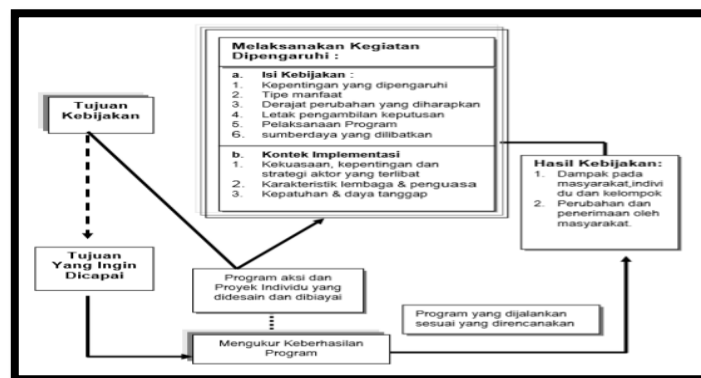 Melaksanakan Kegiatan
Dipengaruhi :
a. Isi Kebijakan :
1. Kepentingan yang dipengaruhi
2. Tipe manfaat
3. Derajat perubahan yang diharapkan
4. Letak pengambilan keputusan
5. Pelaksanaan Program
6. sumberdaya yang dilibatkan
b. Kontek Implementasi
1. Kekuasaan, kepentingan dan
strategi aktor yang terlibat
2. Karakteristik lembaga & penguasa
3. Kepatuhan & daya tanggap
Tujuan
Kebijakan
Hasil Kebijakan:
1. Dampak pada
masyarakat,indivi
du dan kelompok
2. Perubahan dan
penerimaan oleh
masyarakat.
Tujuan
Yang Ingin
Dicapai
Program aksi dan
Proyek Individu yang
didesain dan dibiayai
Program yang dijalankan
sesuai yang direncanakan
Mengukur Keberhasilan
Program